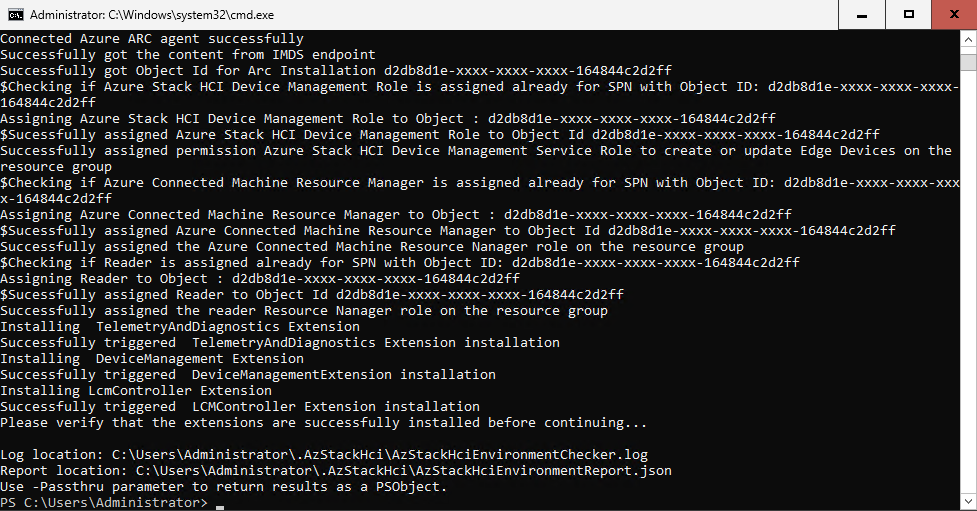 Administrator: C:\Windows\system32\cmd.exe
Connected Azure ARC agent successfully
Successfully got the content from IMDS endpoint
Successfully got Object Id for Arc Installation d2db8d1e-xxxx-xxxx-xxxx-164844c2d2ff
$Checking if Azure Stack HCI Device Management Role is assigned already for SPN with Object ID: d2db8d1e-xxxx-xxxx-xxxx-
164844c2d2ff
Assigning Azure Stack HCI Device Management Role to Object : d2db8d1e-xxxx-xxxx-xxxx-164844c2d2ff
$Sucessfully assigned Azure Stack HCI Device Management Role to Object Id d2db8d1e-xxxx-xxxx-xxxx-164844c2d2ff
Successfully assigned permission Azure Stack HCI Device Management Service Role to create or update Edge Devices on the
resource group
$Checking if Azure Connected Machine Resource Manager is assigned already for SPN with Object ID: d2db8d1e-xxxx-xxxx-xxx
x-164844c2d2ff
Assigning Azure Connected Machine Resource Manager to Object : d2db8d1e-xxxx-xxxx-xxxx-164844c2d2ff
$Sucessfully assigned Azure Connected Machine Resource Manager to Object Id d2db8d1e-xxxx-xxxx-xxxx-164844c2d2ff
Successfully assigned the Azure Connected Machine Resource Nanager role on the resource group
$Checking if Reader is assigned already for SPN with Object ID: d2db8d1e-xxxx-xxxx-xxxx-164844c2d2ff
Assigning Reader to Object : d2db8d1e-xxxx-xxxx-xxxx-164844c2d2ff
$Sucessfully assigned Reader to Object Id d2db8d1e-xxxx-xxxx-xxxx-164844c2d2ff
Successfully assigned the reader Resource Nanager role on the resource group
Installing  TelemetryAndDiagnostics Extension
Successfully triggered  TelemetryAndDiagnostics Extension installation
Installing  DeviceManagement Extension
Successfully triggered  DeviceManagementExtension installation
Installing LcmController Extension
Successfully triggered  LCMController Extension installation
Please verify that the extensions are successfully installed before continuing...
Log location: C:\Users\Administrator\.AzStackHci\AzStackHciEnvironmentChecker.log
Report location: C:\Users\Administrator\.AzStackHci\AzStackHciEnvironmentReport.json
Use -Passthru parameter to return results as a PSObject.
PS C:\Users\Administrator>